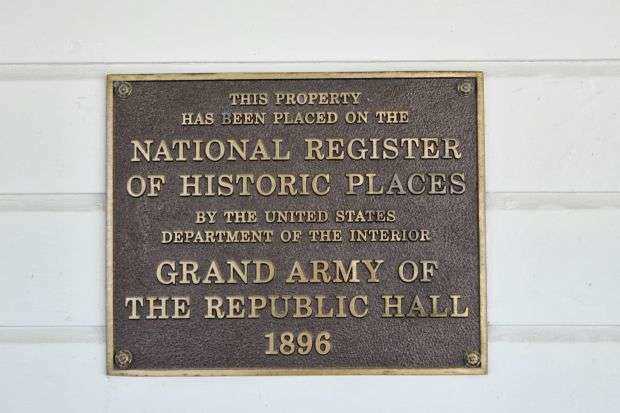 THIS PROPERTY
HAS BEEN PLACED ON THE
NATIONAL REGISTER
OF HISTORIC PLACES
BY THE UNITED STATES
DEPARTMENT OF THE INTERIOR
GRAND ARMY OF
THE REPUBLIC HALL
1896